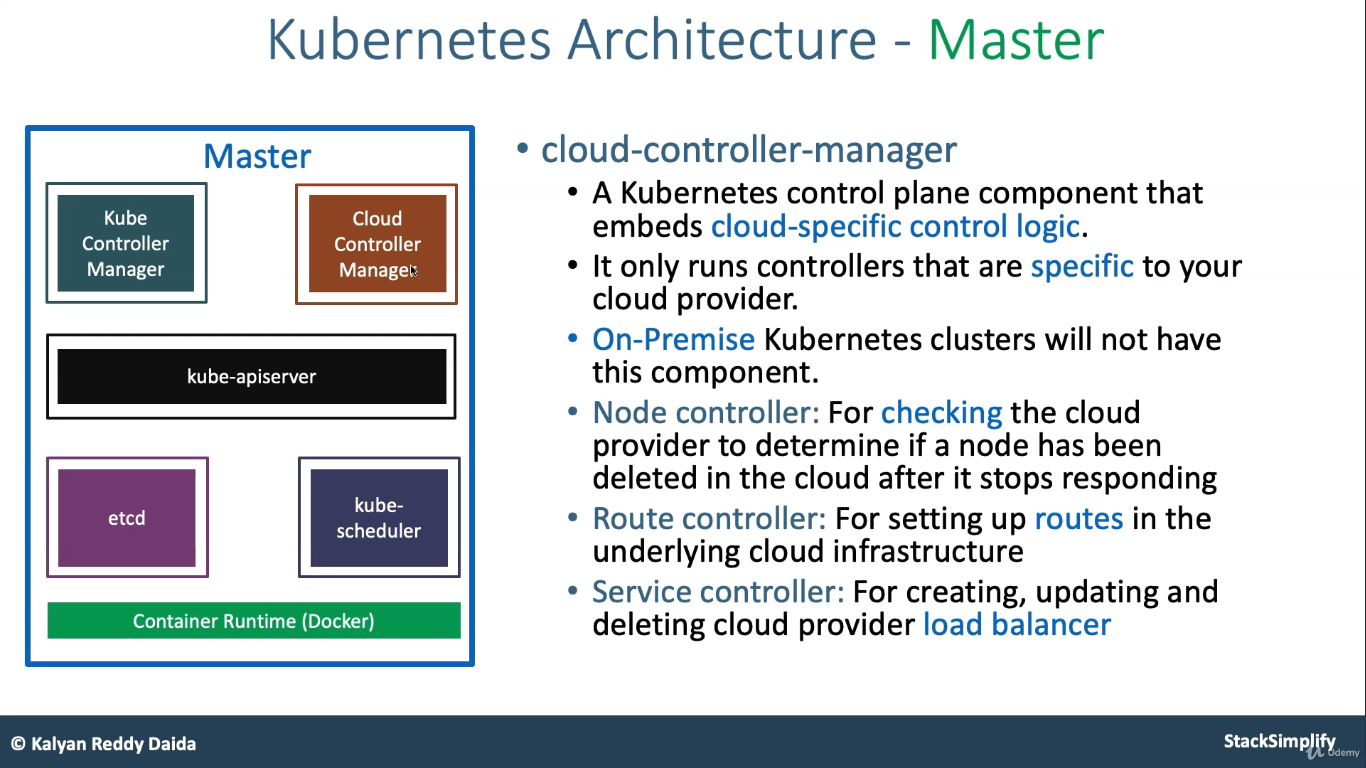 Kubernetes Architecture - Master
Master
Kube
Controller
Manager
Cloud
Controller
Manager
kube-apiserver
etcd
kube-
scheduler
Container Runtime (Docker)
• cloud-controller-manager
• A Kubernetes control plane component that
embeds cloud-specific control logic.
• It only runs controllers that are specific to your
cloud provider.
• On-Premise Kubernetes clusters will not have
this component.
• Node controller: For checking the cloud
provider to determine if a node has been
deleted in the cloud after it stops responding
• Route controller: For setting up routes in the
underlying cloud infrastructure
• Service controller: For creating, updating and
deleting cloud provider load balancer
© Kalyan Reddy Daida
StackSimplify
Udemy